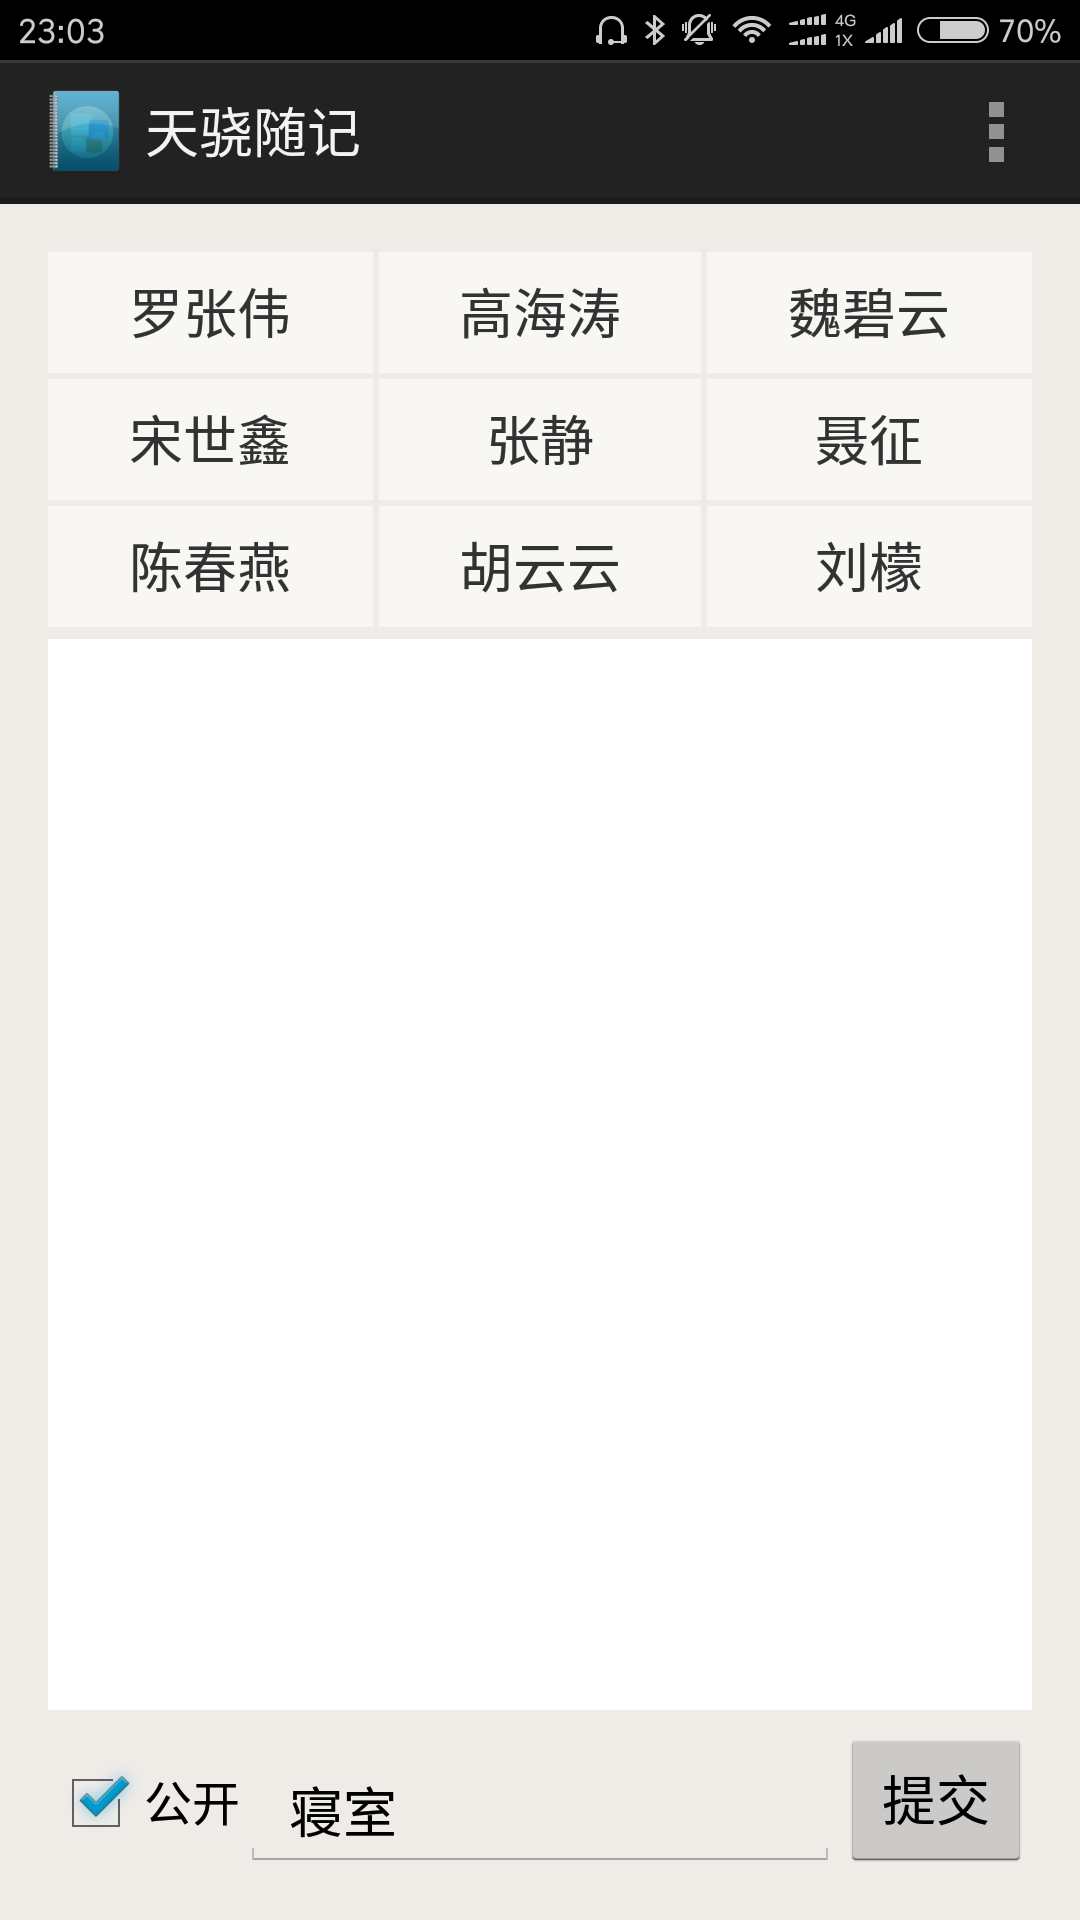 23:03 4G 1X 70%
天骁随记
罗张伟 高海涛 魏碧云
宋世鑫 张静 聂征
陈春燕 胡云云 刘檬
公开 寝室 提交